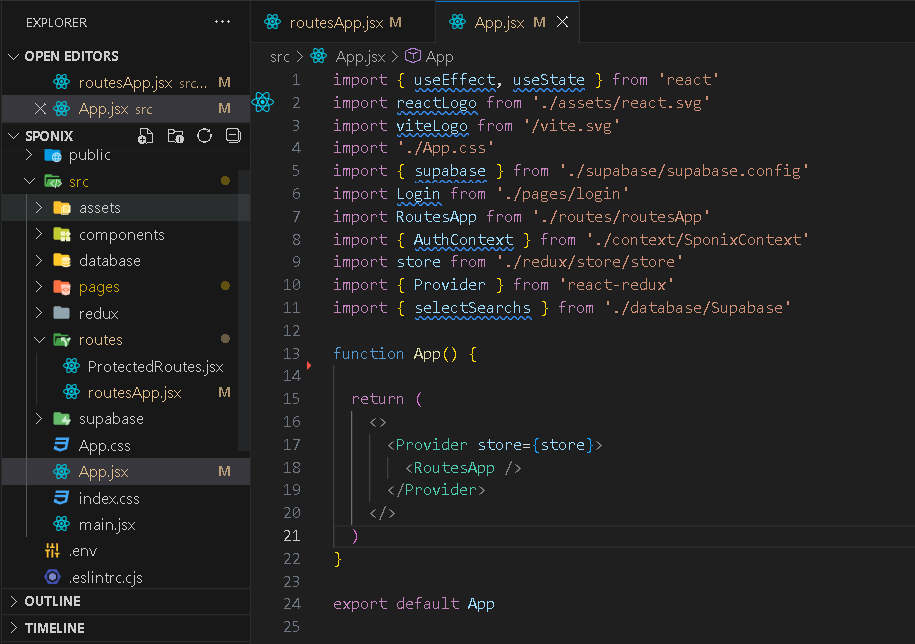 EXPLORER
OPEN EDITORS
routesApp.jsx src... M
App.jsx src M
SPONIX
public
src
assets
components
database
pages
redux
routes
ProtectedRoutes.jsx
routesApp.jsx M
supabase
App.css
App.jsx M
index.css
main.jsx
.env
.eslintrc.cjs
OUTLINE
TIMELINE
routesApp.jsx M
App.jsx M
src > App.jsx > App
1 import { useEffect, useState } from 'react'
2 import reactLogo from './assets/react.svg'
3 import viteLogo from '/vite.svg'
4 import './App.css'
5 import { supabase } from './supabase/supabase.config'
6 import Login from './pages/login'
7 import RoutesApp from './routes/routesApp'
8 import { AuthContext } from './context/SponixContext'
9 import store from './redux/store/store'
10 import { Provider } from 'react-redux'
11 import { selectSearchs } from './database/Supabase'
12
13 function App() {
14
15 return (
16 <>
17 <Provider store={store}>
18 <RoutesApp />
19 </Provider>
20 </>
21 )
22 }
23
24 export default App
25